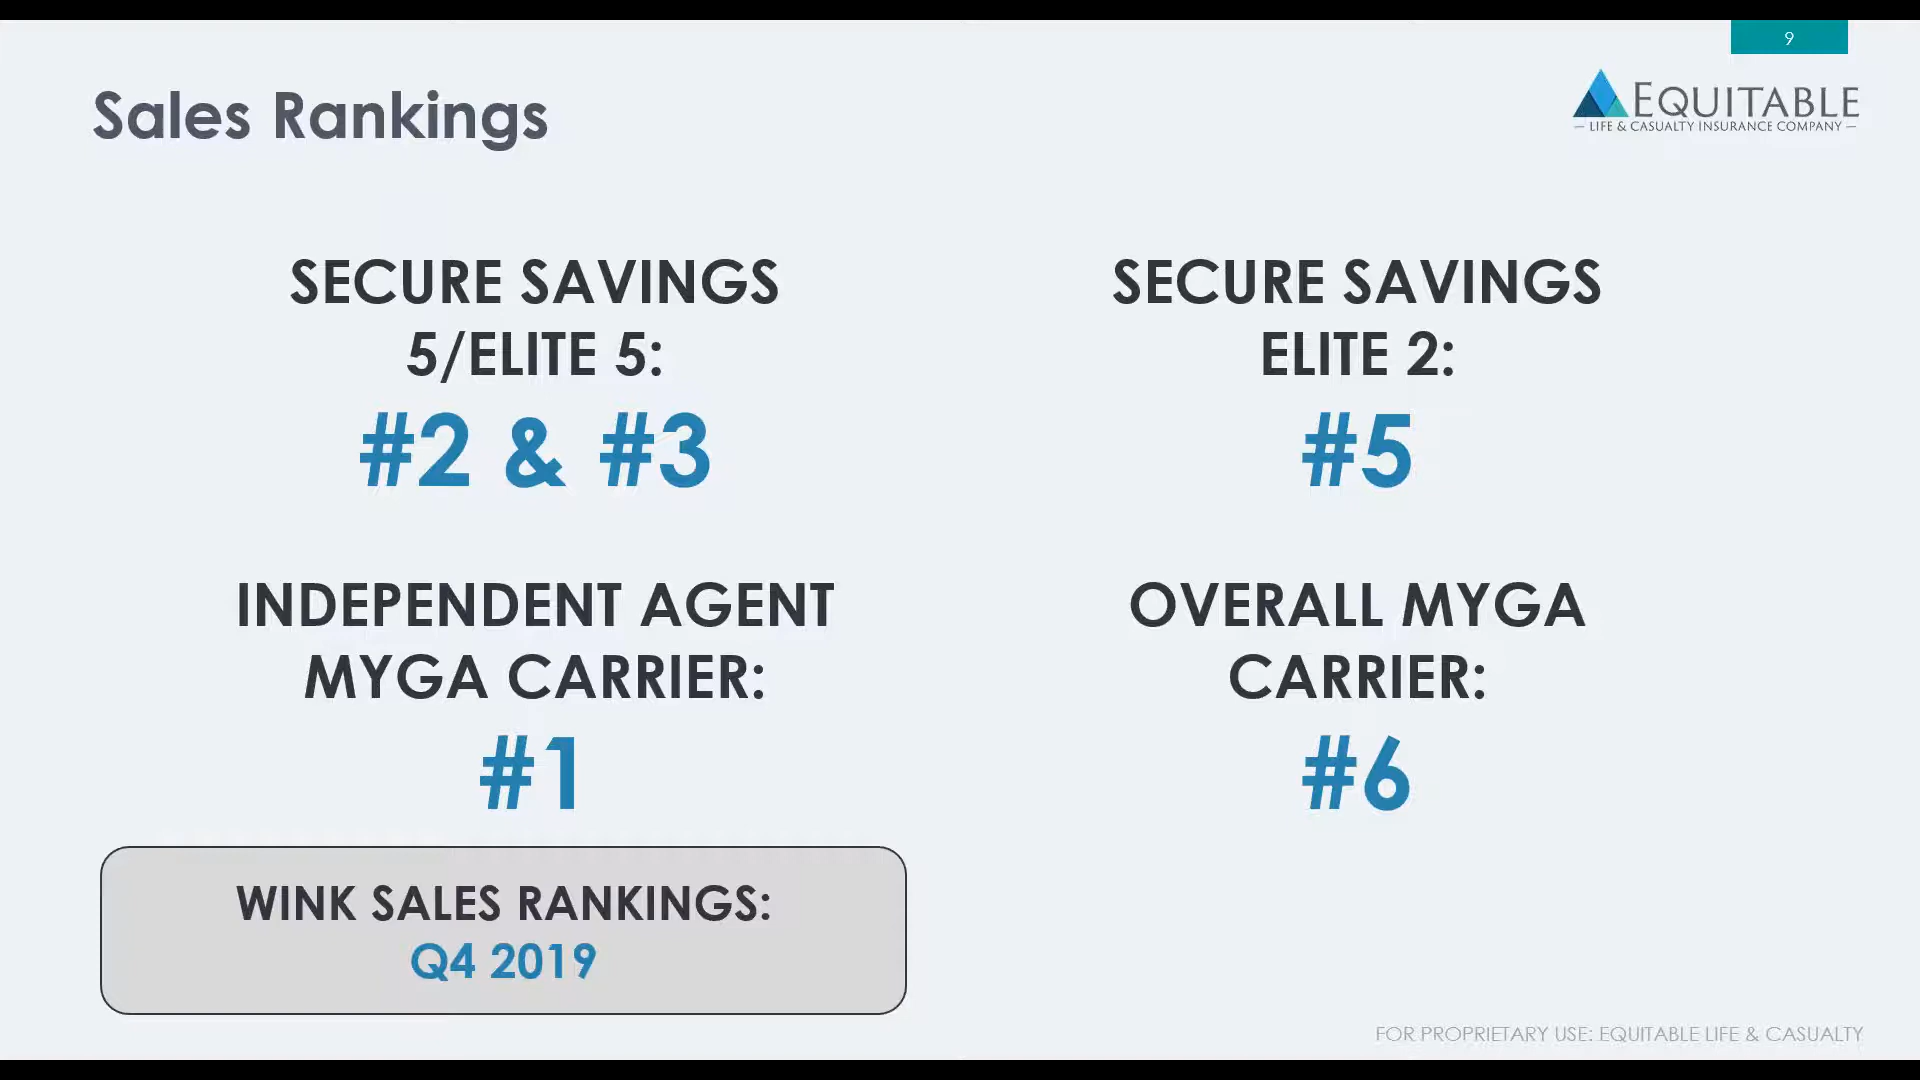 9
EQUITABLE
LIFE & CASUALTY INSURANCE COMPANY
Sales Rankings
SECURE SAVINGS
5/ELITE 5:
#2 & #3
SECURE SAVINGS
ELITE 2:
#5
INDEPENDENT AGENT
MYGA CARRIER:
#1
OVERALL MYGA
CARRIER:
#6
WINK SALES RANKINGS:
Q4 2019
FOR PROPRIETARY USE: EQUITABLE LIFE & CASUALTY